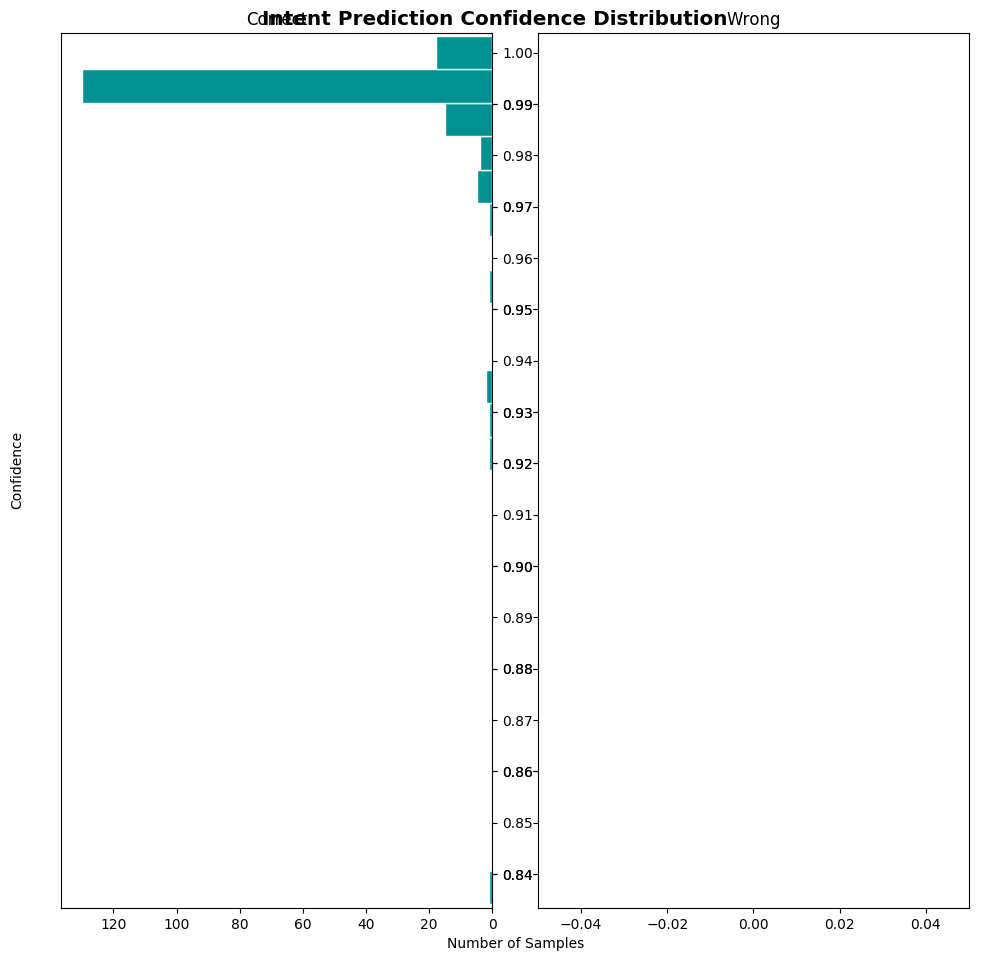 Intent Prediction Confidence Distribution
Correct
Wrong
Confidence
1.00
0.99
0.98
0.97
0.96
0.95
0.94
0.93
0.92
0.91
0.90
0.89
0.88
0.87
0.86
0.85
0.84
120 100 80 60 40 20 0
−0.04 −0.02 0.00 0.02 0.04
Number of Samples